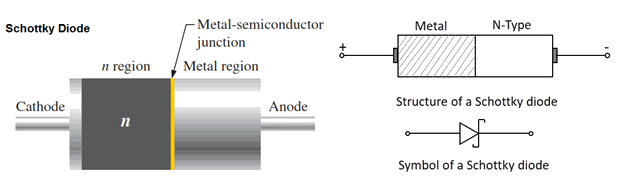 Schottky Diode
Metal-semiconductor
junction
n region
Metal region
Cathode
n
Anode
Metal
N-Type
+
-
Structure of a Schottky diode
Symbol of a Schottky diode